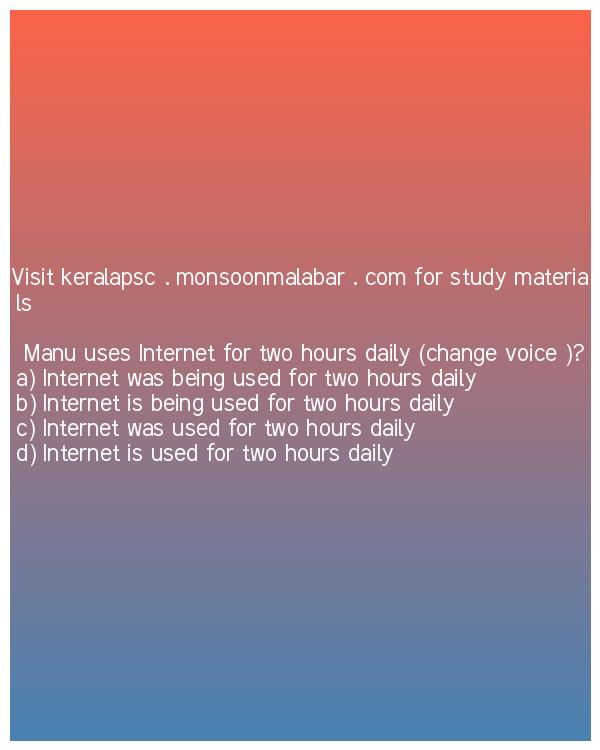 Visit keralapsc . monsoonmalabar . com for study materia
ls
Manu uses Internet for two hours daily (change voice )?
a) Internet was being used for two hours daily
b) Internet is being used for two hours daily
c) Internet was used for two hours daily
d) Internet is used for two hours daily